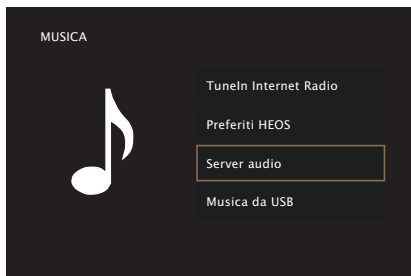 MUSICA
TuneIn Internet Radio
Preferiti HEOS
Server audio
Musica da USB